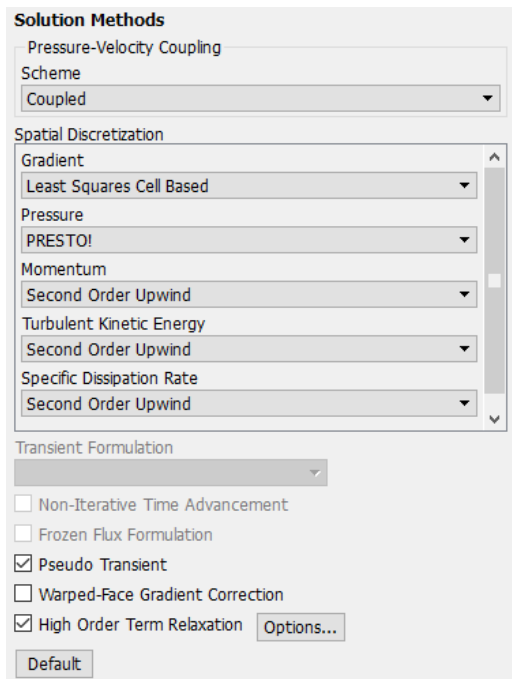 Solution Methods
Pressure-Velocity Coupling
Scheme
Coupled
Spatial Discretization
Gradient
Least Squares Cell Based
Pressure
PRESTO!
Momentum
Second Order Upwind
Turbulent Kinetic Energy
Second Order Upwind
Specific Dissipation Rate
Second Order Upwind
Transient Formulation
Non-Iterative Time Advancement
Frozen Flux Formulation
Pseudo Transient
Warped-Face Gradient Correction
High Order Term Relaxation Options...
Default